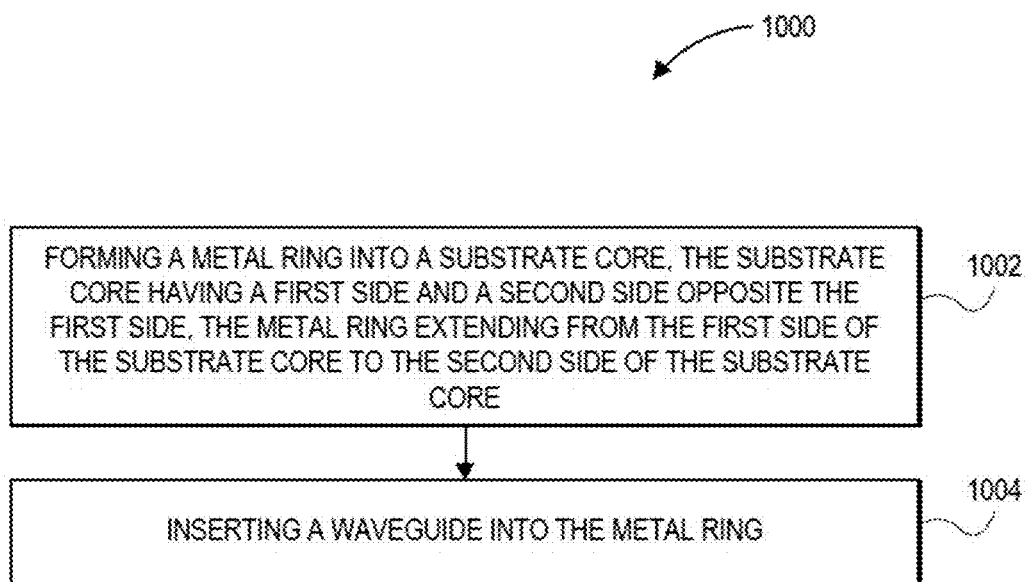 1000
FORMING A METAL RING INTO A SUBSTRATE CORE, THE SUBSTRATE
CORE HAVING A FIRST SIDE AND A SECOND SIDE OPPOSITE THE
FIRST SIDE, THE METAL RING EXTENDING FROM THE FIRST SIDE OF
THE SUBSTRATE CORE TO THE SECOND SIDE OF THE SUBSTRATE
CORE
1002
INSERTING A WAVEGUIDE INTO THE METAL RING
1004